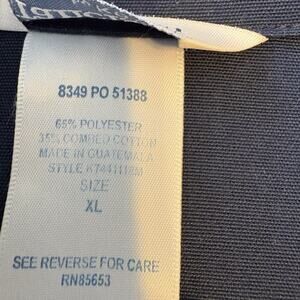 8349 PO 51388
65% POLYESTER
35% COMBED COTTON
MADE IN GUATEMALA
SIZE
XL
SEE REVERSE FOR CARE
RN85653